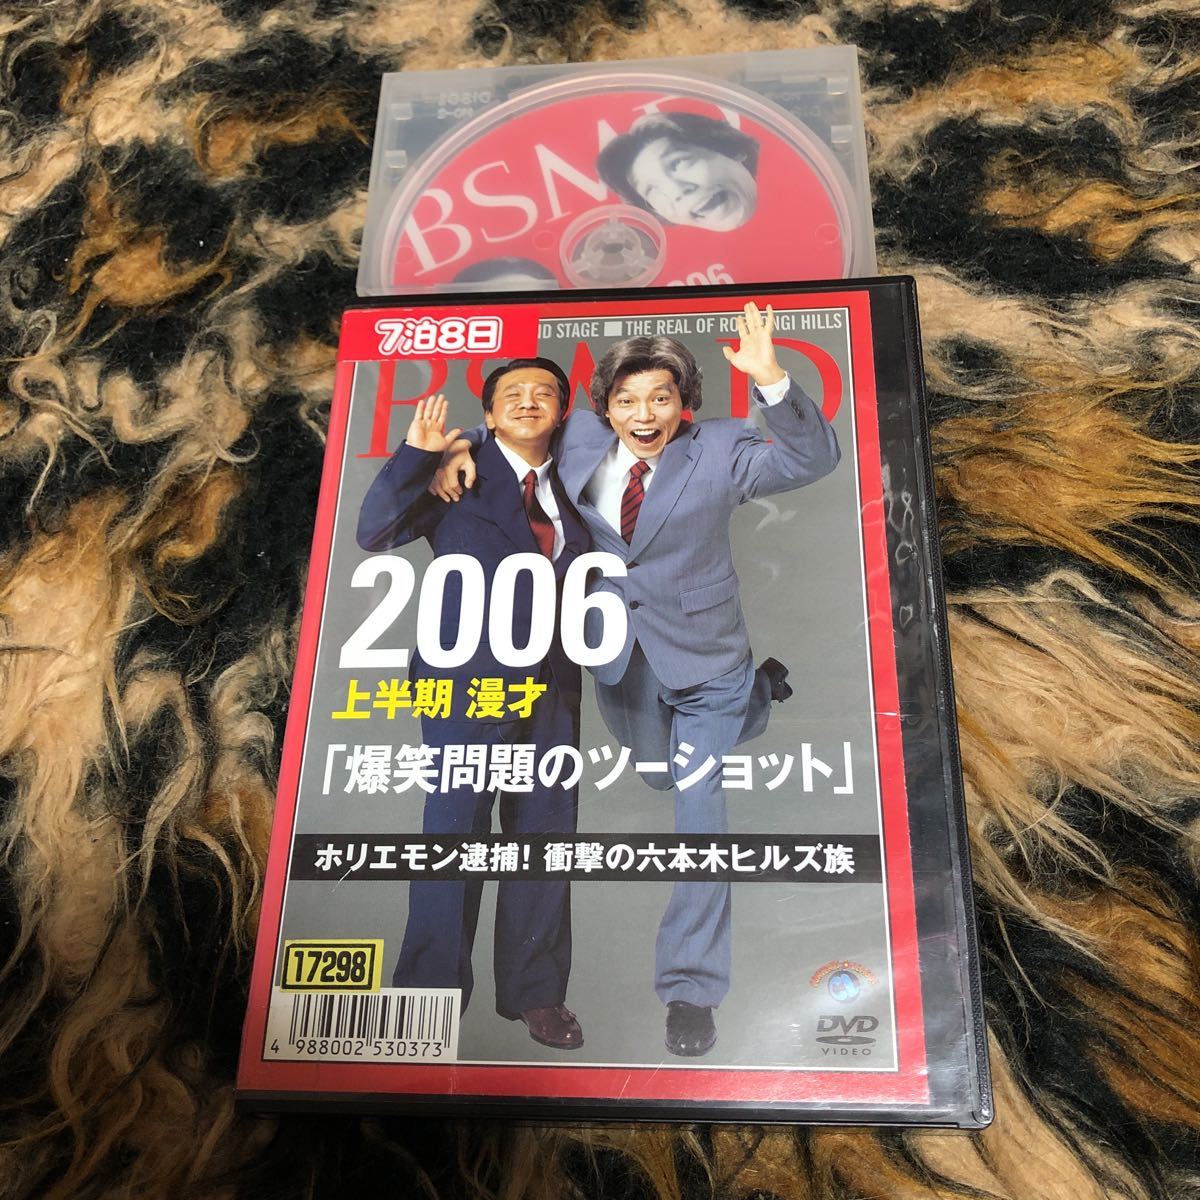 BSMD
2006
7泊8日
ND STAGE ■ THE REAL OF ROPPONGI HILLS
BSMD
2006
上半期 漫才
「爆笑問題のツーショット」
ホリエモン逮捕! 衝撃の六本木ヒルズ族
17298
4 988002 530373
DVD
VIDEO